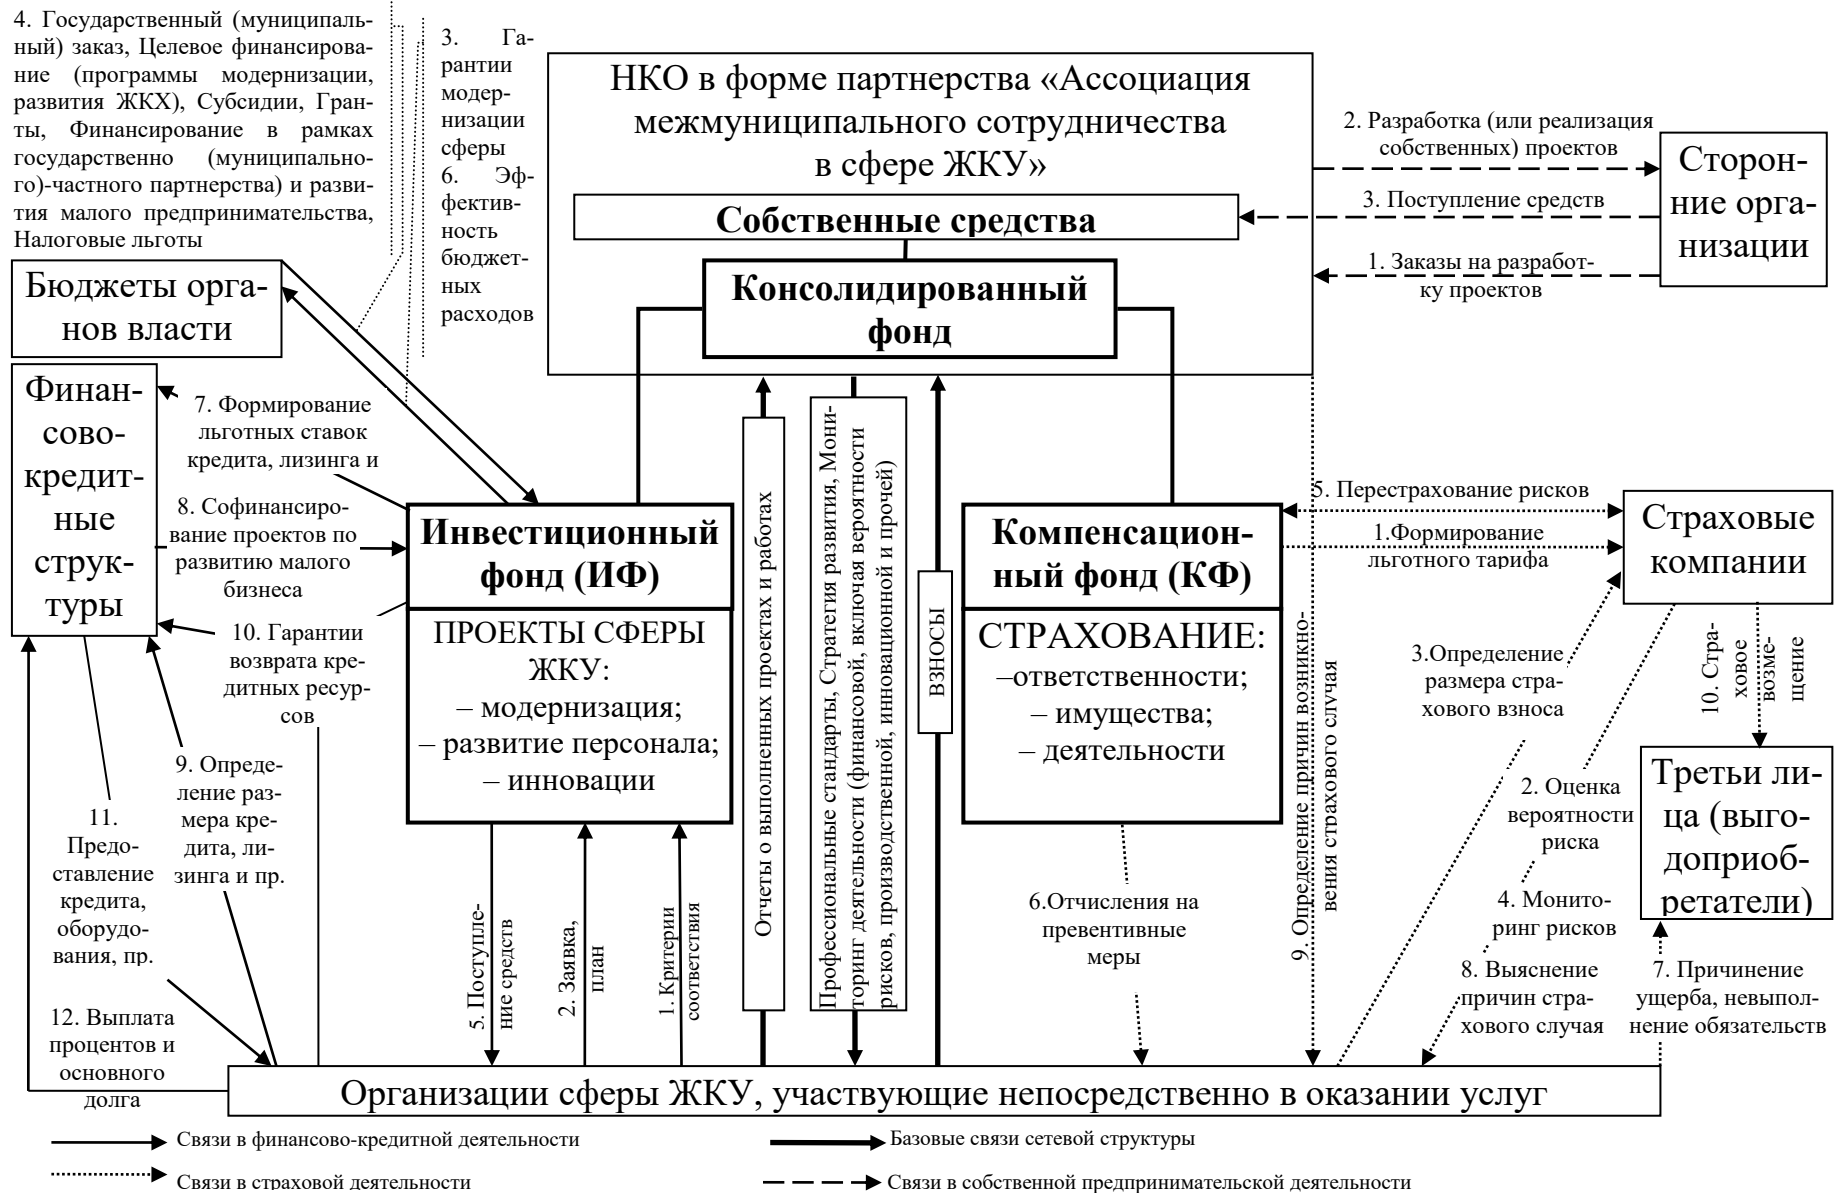 4. Государственный (муниципаль-
ный) заказ, Целевое финансирова-
ние (программы модернизации,
развития ЖКХ), Субсидии, Гран-
ты, Финансирование в рамках
государственно (муниципально-
го)-частного партнерства) и разви-
тия малого предпринимательства,
Налоговые льготы
3. Га-
рантии
модер-
низации
сферы
6. Эф-
фектив-
ность
бюджет-
ных
расходов
НКО в форме партнерства «Ассоциация
межмуниципального сотрудничества
в сфере ЖКУ»
Собственные средства
Консолидированный
фонд
2. Разработка (или реализация
собственных) проектов
3. Поступление средств
1. Заказы на разработ-
ку проектов
Сторон-
ние орга-
низации
Бюджеты орга-
нов власти
Финан-
сово-
кредит-
ные
струк-
туры
7. Формирование
льготных ставок
кредита, лизинга и
8. Софинансиро-
вание проектов по
развитию малого
бизнеса
10. Гарантии
возврата кре-
дитных ресур-
сов
9. Опреде-
ление раз-
мера кре-
дита, ли-
зинга и пр.
11.
Предо-
ставление
кредита,
оборудо-
вания, пр.
12. Выплата
процентов и
основного
долга
Инвестиционный
фонд (ИФ)
ПРОЕКТЫ СФЕРЫ
ЖКУ:
– модернизация;
– развитие персонала;
– инновации
5. Поступле-
ние средств
2. Заявка,
план
1. Критерии
соответствия
Отчеты о выполненных проектах и работах
Профессиональные стандарты, Стратегия развития, Мони-
торинг деятельности (финансовой, включая вероятности
рисков, производственной, инновационной и прочей)
ВЗНОСЫ
Компенсацион-
ный фонд (КФ)
СТРАХОВАНИЕ:
–ответственности;
– имущества;
– деятельности
6.Отчисления на
превентивные
меры
9. Определение причин возникно-
вения страхового случая
5. Перестрахование рисков
1.Формирование
льготного тарифа
Страховые
компании
3.Определение
размера стра-
хового взноса
10. Стра-
ховое
возме-
щение
2. Оценка
вероятности
риска
4. Монито-
ринг рисков
8. Выяснение
причин стра-
хового случая
Третьи ли-
ца (выго-
доприоб-
ретатели)
7. Причинение
ущерба, невыпол-
нение обязательств
Организации сферы ЖКУ, участвующие непосредственно в оказании услуг
Связи в финансово-кредитной деятельности
Базовые связи сетевой структуры
Связи в страховой деятельности
Связи в собственной предпринимательской деятельности